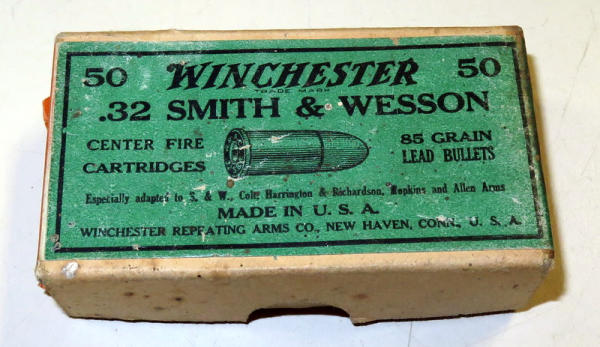 50 WINCHESTER 50
TRADE MARK
.32 SMITH & WESSON
CENTER FIRE CARTRIDGES
85 GRAIN LEAD BULLETS
Especially adapted to S. & W., Colt, Harrington & Richardson, Hopkins and Allen Arms
MADE IN U. S. A.
WINCHESTER REPEATING ARMS CO., NEW HAVEN, CONN., U. S. A.